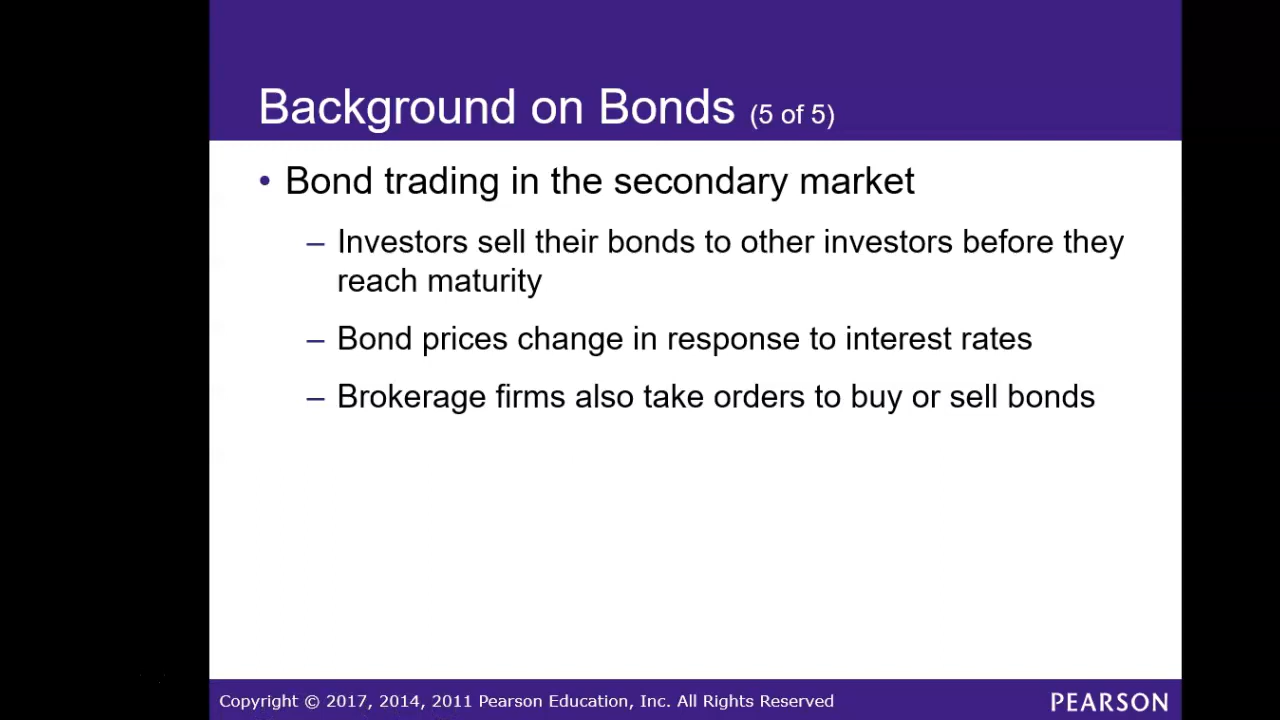 Background on Bonds (5 of 5)
• Bond trading in the secondary market
– Investors sell their bonds to other investors before they
reach maturity
– Bond prices change in response to interest rates
– Brokerage firms also take orders to buy or sell bonds
Copyright © 2017, 2014, 2011 Pearson Education, Inc. All Rights Reserved
PEARSON